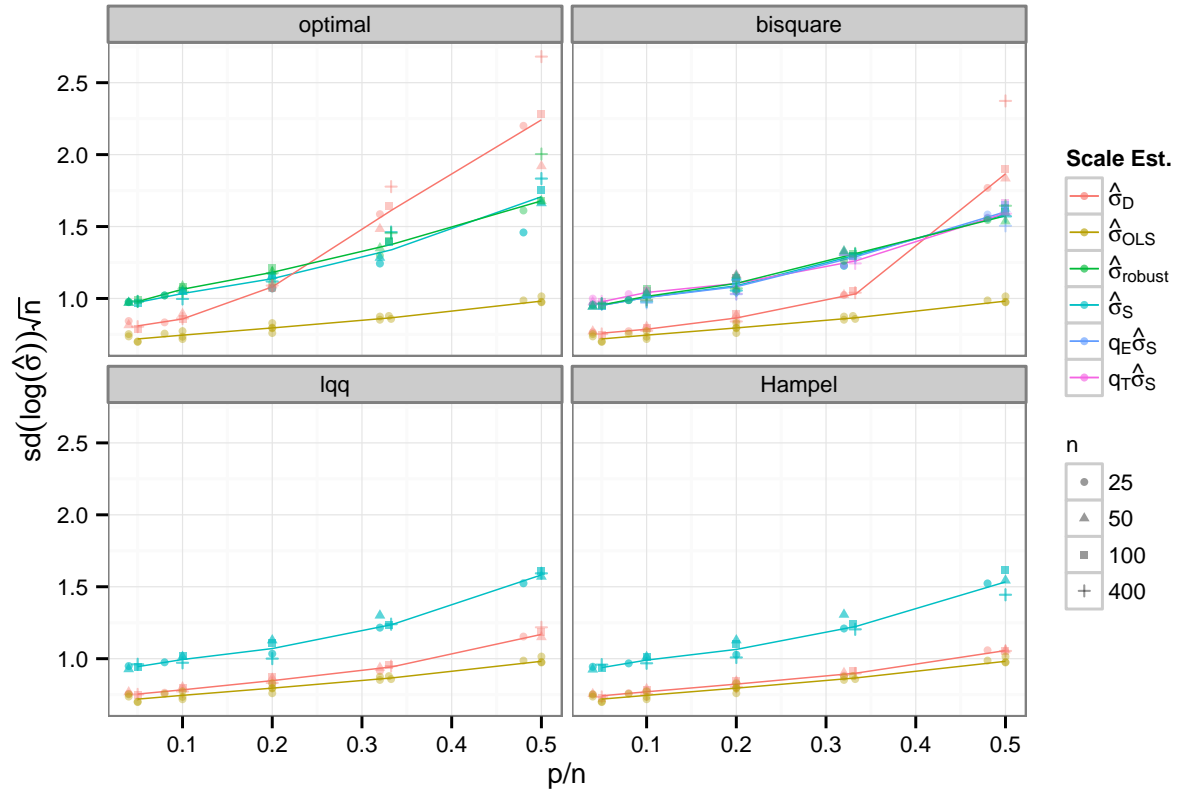 optimal
bisquare
2.5
2.0
1.5
1.0
lqq
Hampel
2.5
2.0
1.5
1.0
0.1
0.2
0.3
0.4
0.5
0.1
0.2
0.3
0.4
0.5
p/n
sd(log(σ̂))√n
Scale Est.
σ̂D
σ̂OLS
σ̂robust
σ̂S
qEσ̂S
qTσ̂S
n
25
50
100
400